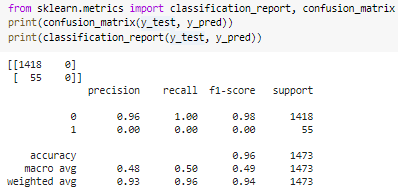 from sklearn.metrics import classification_report, confusion_matrix
print(confusion_matrix(y_test, y_pred))
print(classification_report(y_test, y_pred))
[[1418 0]
[ 55 0]]
precision recall f1-score support
0 0.96 1.00 0.98 1418
1 0.00 0.00 0.00 55
accuracy 0.96 1473
macro avg 0.48 0.50 0.49 1473
weighted avg 0.93 0.96 0.94 1473